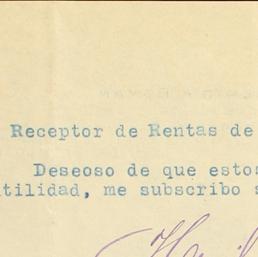 Receptor de Rentas de
Deseoso de que estos
utilidad, me subscribo s